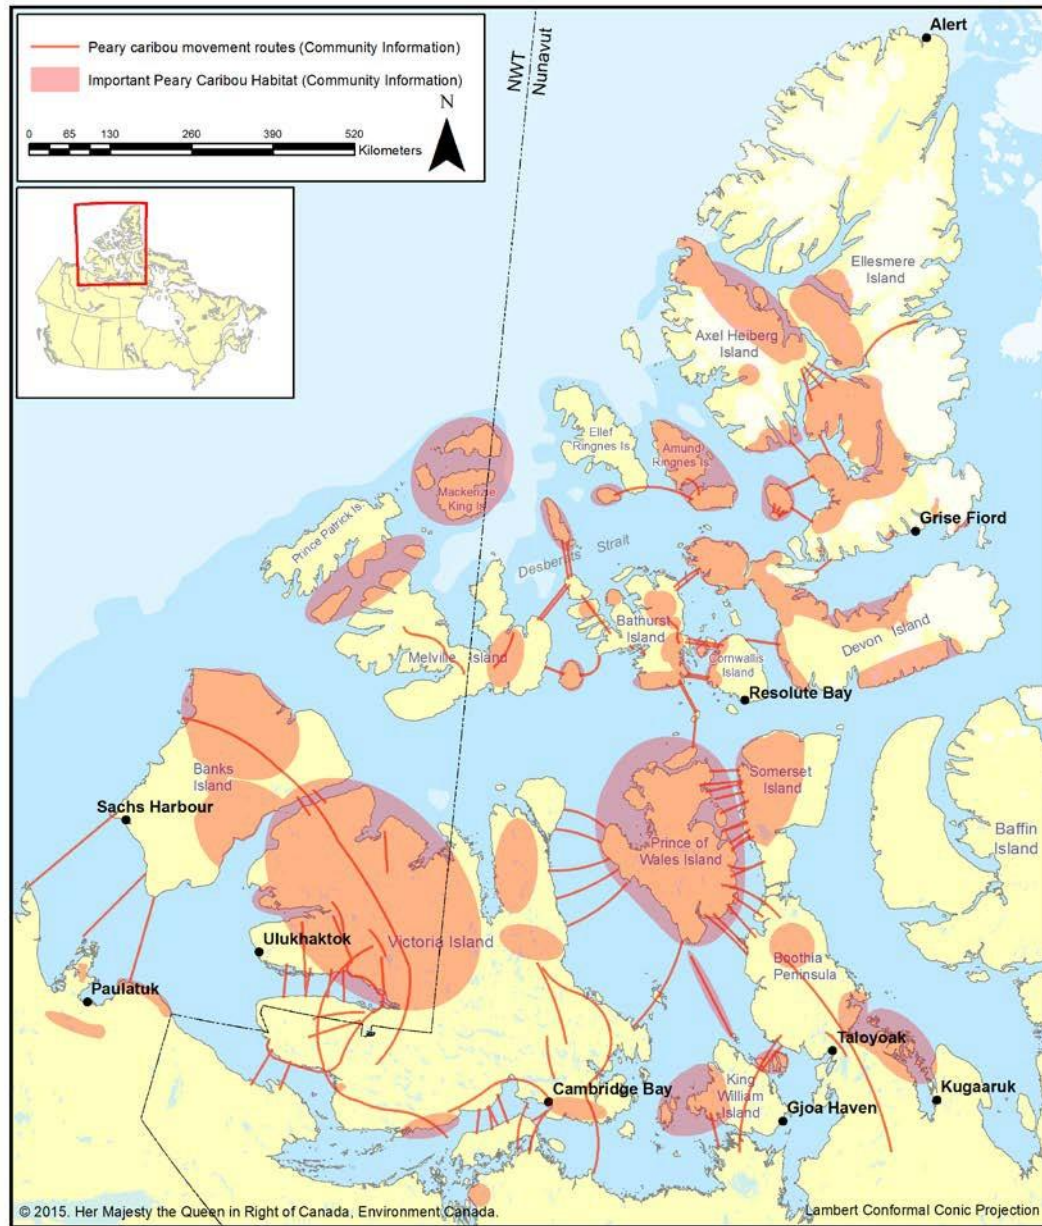 Alert
Peary caribou movement routes (Community Information)
Important Peary Caribou Habitat (Community Information)
N
0 65 130 260 390 520
Kilometers
NWT
Nunavut
Ellesmere
Island
Axel Heiberg
Island
Ellef
Ringnes Is.
Amund
Ringnes Is.
Mackenzie
King Is.
Prince Patrick Is.
Grise Fiord
Desberats Strait
Bathurst
Island
Devon Island
Melville Island
Cornwallis
Island
Resolute Bay
Banks
Island
Somerset
Island
Sachs Harbour
Baffin
Island
Prince of
Wales Island
Ulukhaktok
Victoria Island
Boothia
Peninsula
Paulatuk
Taloyoak
Cambridge Bay
King
William
Island
Kugaaruk
Gjoa Haven
© 2015. Her Majesty the Queen in Right of Canada, Environment Canada.
Lambert Conformal Conic Projection